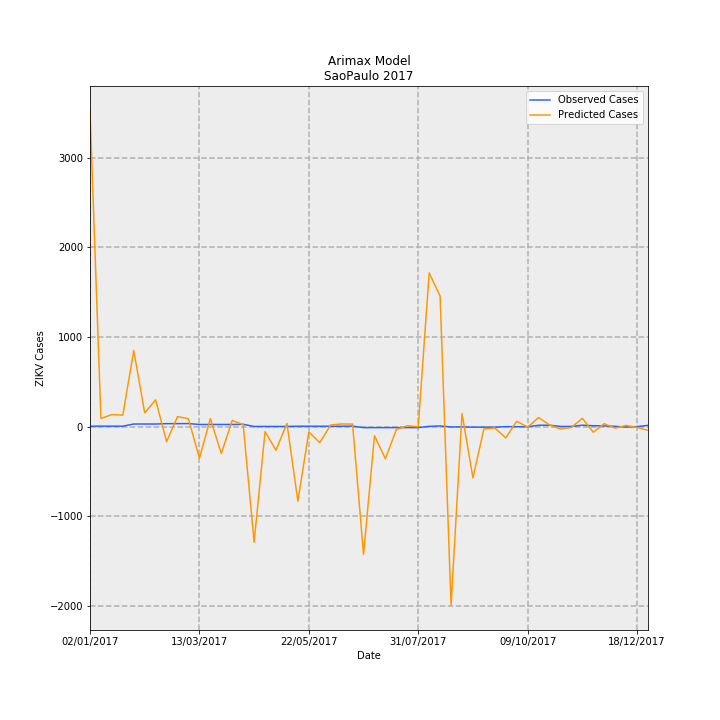 Arimax Model
SaoPaulo 2017
Observed Cases
Predicted Cases
ZIKV Cases
3000
2000
1000
0
−1000
−2000
02/01/2017
13/03/2017
22/05/2017
31/07/2017
09/10/2017
18/12/2017
Date